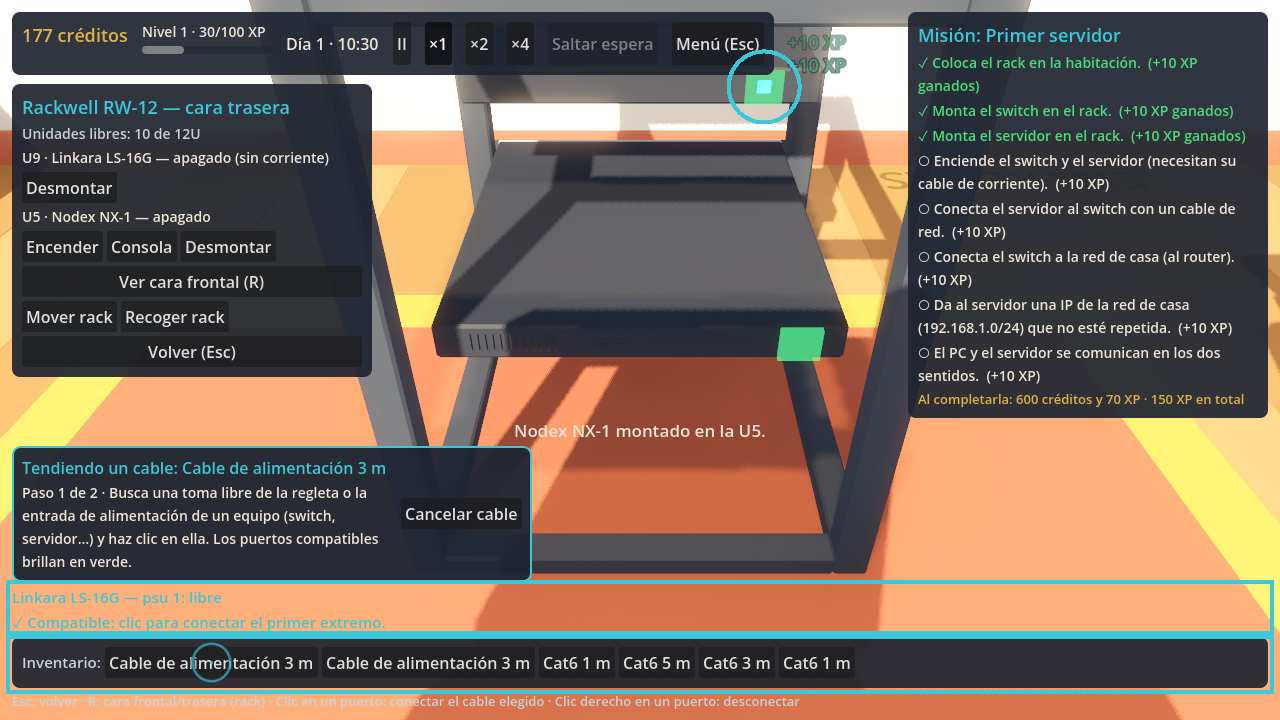 177 créditos
Nivel 1 · 30/100 XP
Día 1 · 10:30
II
×1
×2
×4
Saltar espera
Menú (Esc)
+10 XP
+10 XP
Rackwell RW-12 — cara trasera
Unidades libres: 10 de 12U
U9 · Linkara LS-16G — apagado (sin corriente)
Desmontar
U5 · Nodex NX-1 — apagado
Encender
Consola
Desmontar
Ver cara frontal (R)
Mover rack
Recoger rack
Volver (Esc)
Misión: Primer servidor
✓ Coloca el rack en la habitación. (+10 XP
ganados)
✓ Monta el switch en el rack. (+10 XP ganados)
✓ Monta el servidor en el rack. (+10 XP ganados)
○ Enciende el switch y el servidor (necesitan su
cable de corriente). (+10 XP)
○ Conecta el servidor al switch con un cable de
red. (+10 XP)
○ Conecta el switch a la red de casa (al router).
(+10 XP)
○ Da al servidor una IP de la red de casa
(192.168.1.0/24) que no esté repetida. (+10 XP)
○ El PC y el servidor se comunican en los dos
sentidos. (+10 XP)
Al completarla: 600 créditos y 70 XP · 150 XP en total
Nodex NX-1 montado en la U5.
Tendiendo un cable: Cable de alimentación 3 m
Paso 1 de 2 · Busca una toma libre de la regleta o la
entrada de alimentación de un equipo (switch,
servidor...) y haz clic en ella. Los puertos compatibles
brillan en verde.
Cancelar cable
Linkara LS-16G — psu 1: libre
✓ Compatible: clic para conectar el primer extremo.
Inventario:
Cable de alimentación 3 m
Cable de alimentación 3 m
Cat6 1 m
Cat6 5 m
Cat6 3 m
Cat6 1 m
Esc: volver · R: cara frontal/trasera (rack) · Clic en un puerto: conectar el cable elegido · Clic derecho en un puerto: desconectar